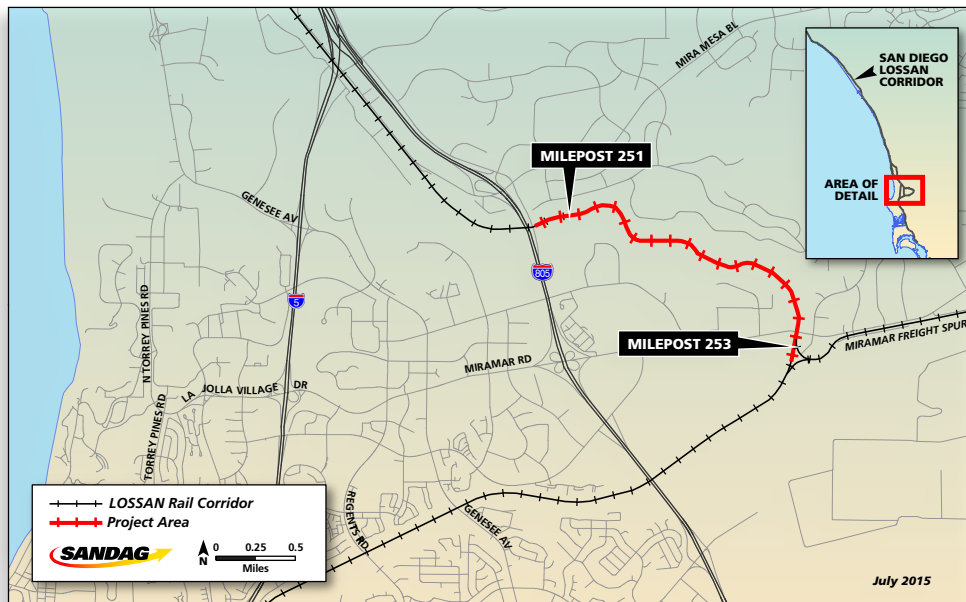 MIRA MESA BL
SAN DIEGO
LOSSAN
CORRIDOR
MILEPOST 251
AREA OF
DETAIL
GENESEE AV
805
5
N TORREY PINES RD
MIRAMAR FREIGHT SPUR
MILEPOST 253
MIRAMAR RD
LA JOLLA VILLAGE DR
TORREY PINES RD
REGENTS RD
GENESEE AV
LOSSAN Rail Corridor
Project Area
SANDAG
N
0 0.25 0.5
Miles
July 2015